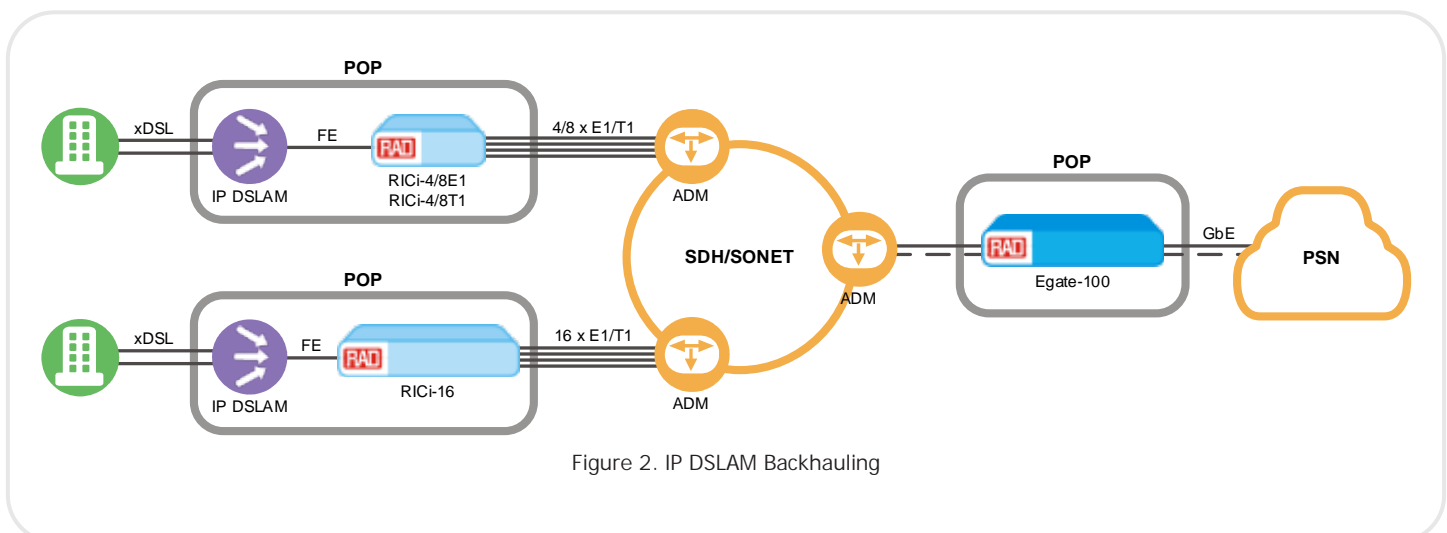 POP
xDSL
FE
4/8 x E1/T1
RAD
IP DSLAM
RICi-4/8E1
RICi-4/8T1
ADM
POP
GbE
RAD
SDH/SONET
PSN
Egate-100
ADM
POP
xDSL
FE
16 x E1/T1
RAD
RICi-16
IP DSLAM
ADM
Figure 2. IP DSLAM Backhauling